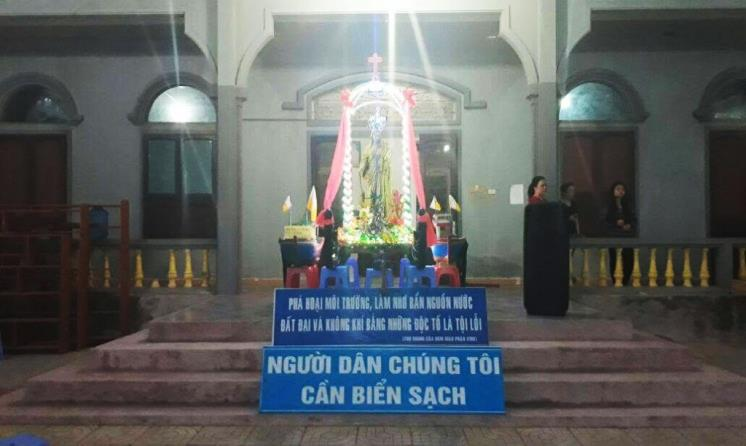 PHÁ HOẠI MÔI TRƯỜNG, LÀM NHƠ BẨN NGUỒN NƯỚC
ĐẤT ĐAI VÀ KHÔNG KHÍ BẰNG NHỮNG ĐỘC TỐ LÀ TỘI LỖI
NGƯỜI DÂN CHÚNG TÔI
CẦN BIỂN SẠCH